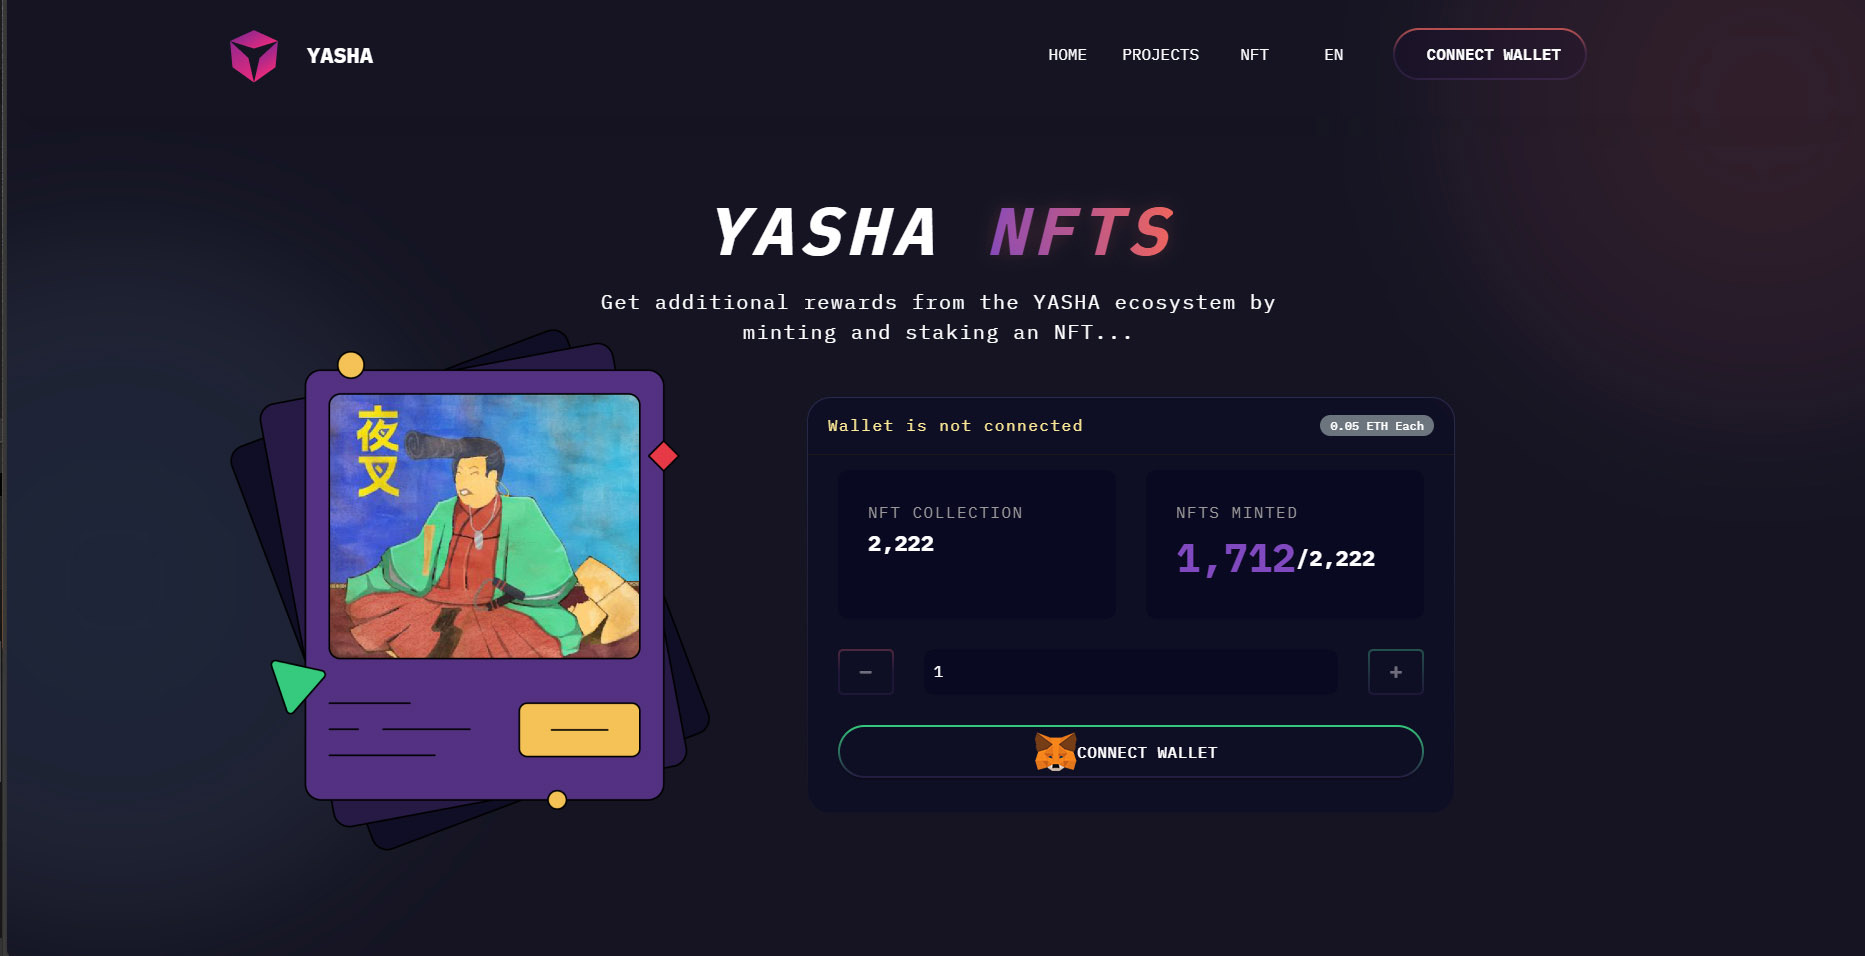 YASHA
HOME
PROJECTS
NFT
EN
CONNECT WALLET
YASHA NFTS
Get additional rewards from the YASHA ecosystem by
minting and staking an NFT...
夜
叉
Wallet is not connected
0.05 ETH Each
NFT COLLECTION
2,222
NFTS MINTED
1,712/2,222
−
1
+
CONNECT WALLET